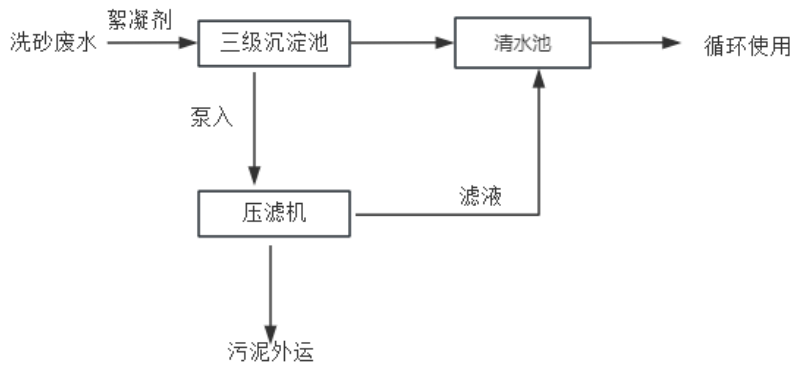 洗砂废水
絮凝剂
三级沉淀池
清水池
循环使用
泵入
压滤机
滤液
污泥外运